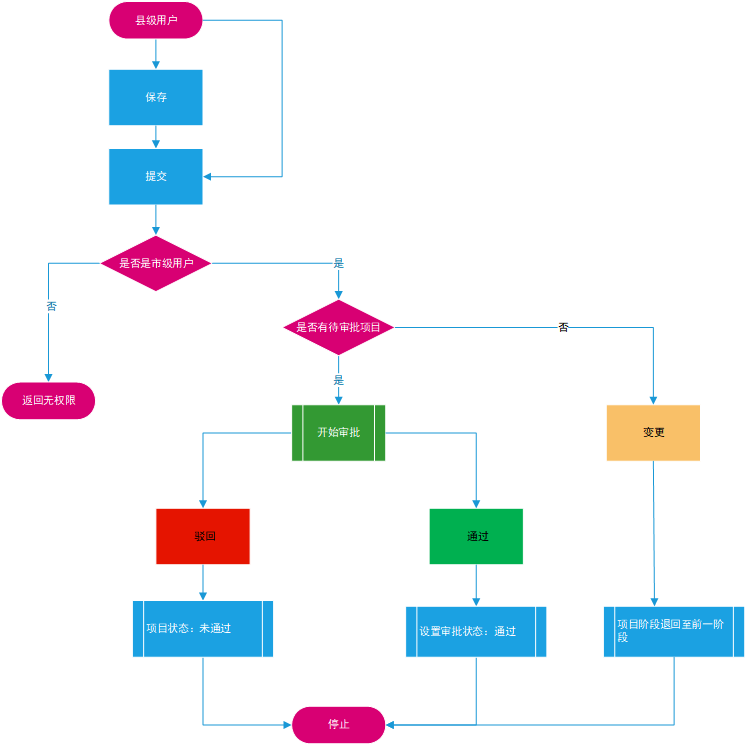 县级用户
保存
提交
是否是市级用户
是
否
是否有待审批项目
否
是
返回无权限
开始审批
变更
驳回
通过
项目状态：未通过
设置审批状态：通过
项目阶段退回至前一阶
段
停止